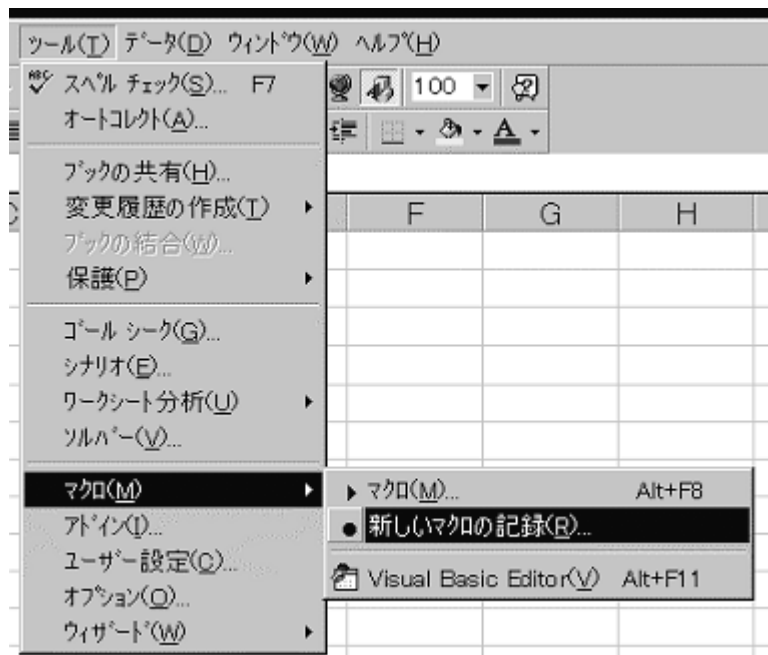 ﾂｰﾙ(T) ﾃﾞｰﾀ(D) ｳｨﾝﾄﾞｳ(W) ﾍﾙﾌﾟ(H)
ABC ｽﾍﾟﾙ ﾁｪｯｸ(S)... F7
100
ｵｰﾄｺﾚｸﾄ(A)...
A
ﾌﾞｯｸの共有(H)...
変更履歴の作成(T)
F G H
ﾌﾞｯｸの結合(W)...
保護(P)
ｺﾞｰﾙ ｼｰｸ(G)...
ｼﾅﾘｵ(E)...
ﾜｰｸｼｰﾄ分析(U)
ｿﾙﾊﾞｰ(V)...
ﾏｸﾛ(M)
ﾏｸﾛ(M)... Alt+F8
ｱﾄﾞｲﾝ(I)...
新しいﾏｸﾛの記録(R)...
ﾕｰｻﾞｰ設定(C)...
Visual Basic Editor(V) Alt+F11
ｵﾌﾟｼｮﾝ(O)...
ｳｨｻﾞｰﾄﾞ(W)